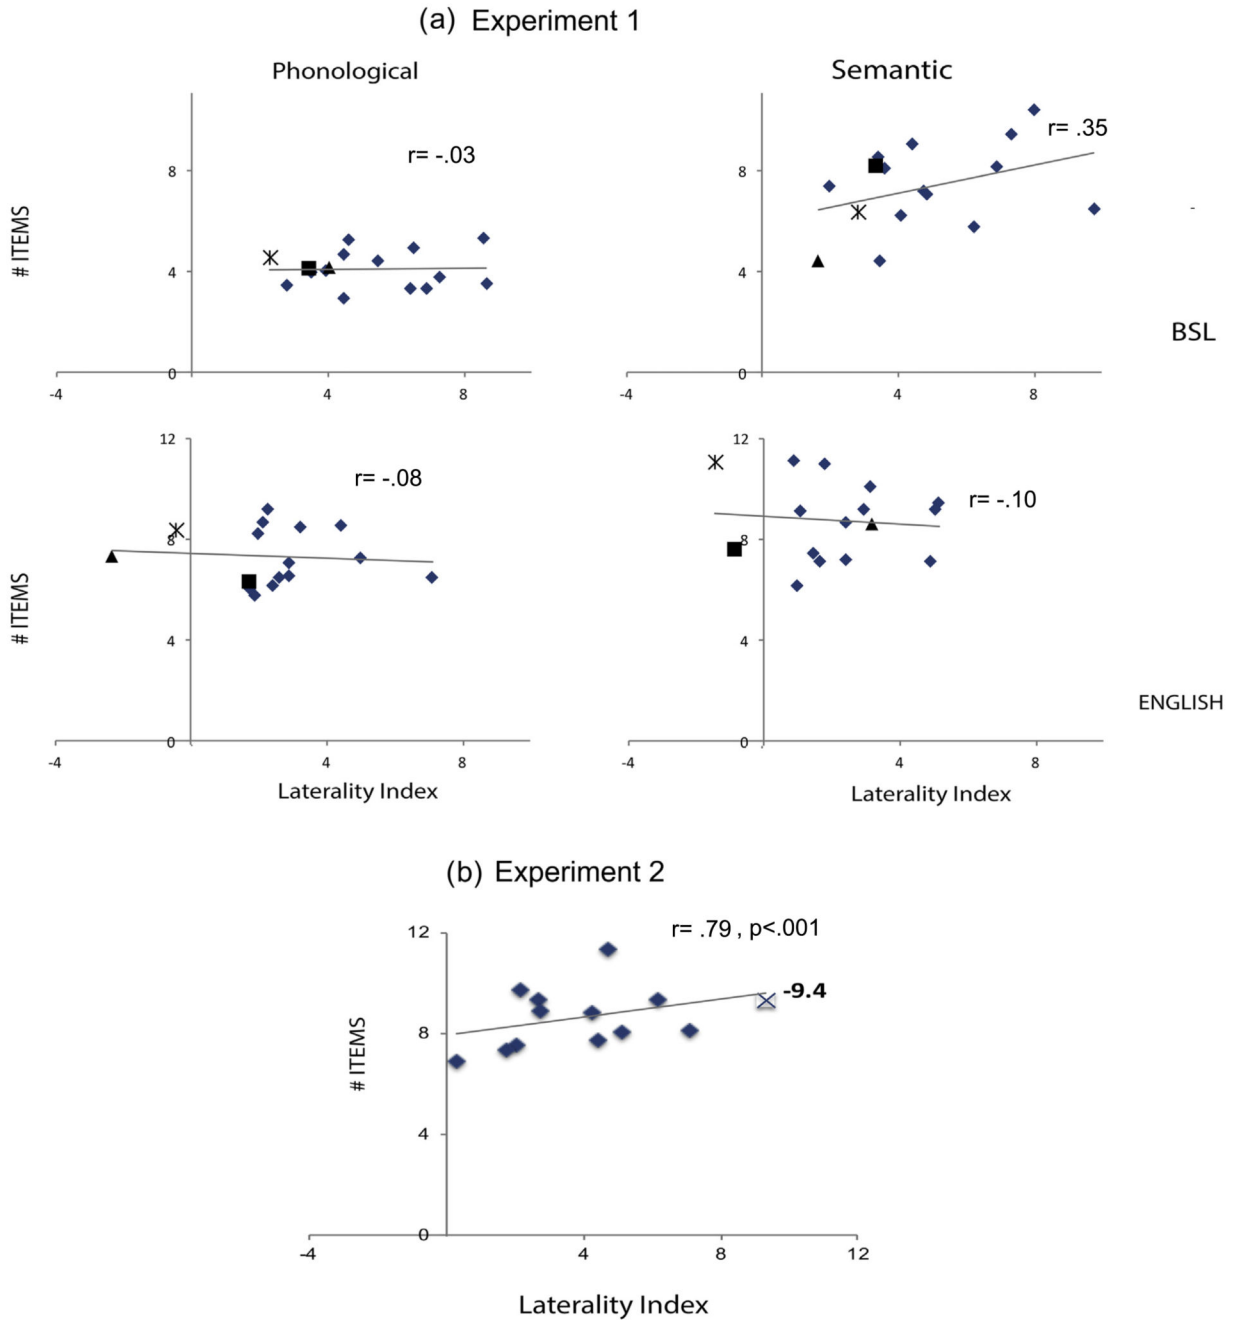 (a) Experiment 1
Phonological
Semantic
r= -.03
r= .35
8
4
0
-4
4
8
# ITEMS
8
4
0
-4
4
8
-
BSL
12
8
4
0
-4
4
8
# ITEMS
r= -.08
Laterality Index
12
8
4
0
-4
4
8
r= -.10
Laterality Index
ENGLISH
(b) Experiment 2
r= .79 , p<.001
-9.4
12
8
4
0
-4
4
8
12
# ITEMS
Laterality Index